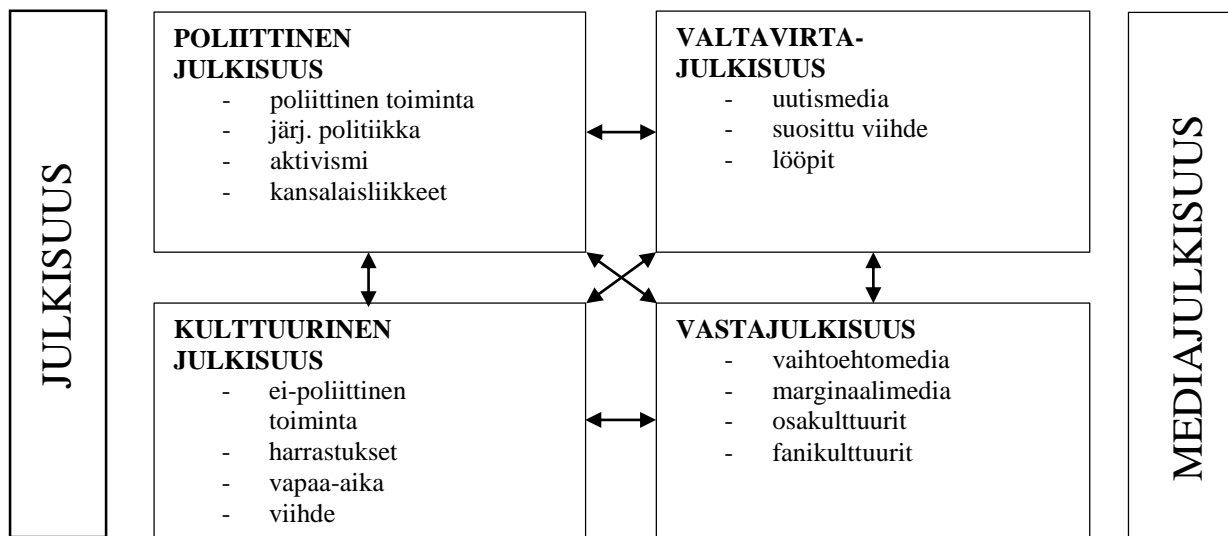 JULKISUUS
POLIITTINEN
JULKISUUS
- poliittinen toiminta
- järj. politiikka
- aktivismi
- kansalaisliikkeet
VALTAVIRTA-
JULKISUUS
- uutismedia
- suosittu viihde
- lööpit
KULTTUURINEN
JULKISUUS
- ei-poliittinen
toiminta
- harrastukset
- vapaa-aika
- viihde
VASTAJULKISUUS
- vaihtoehtomedia
- marginaalimedia
- osakulttuurit
- fanikulttuurit
MEDIAJULKISUUS